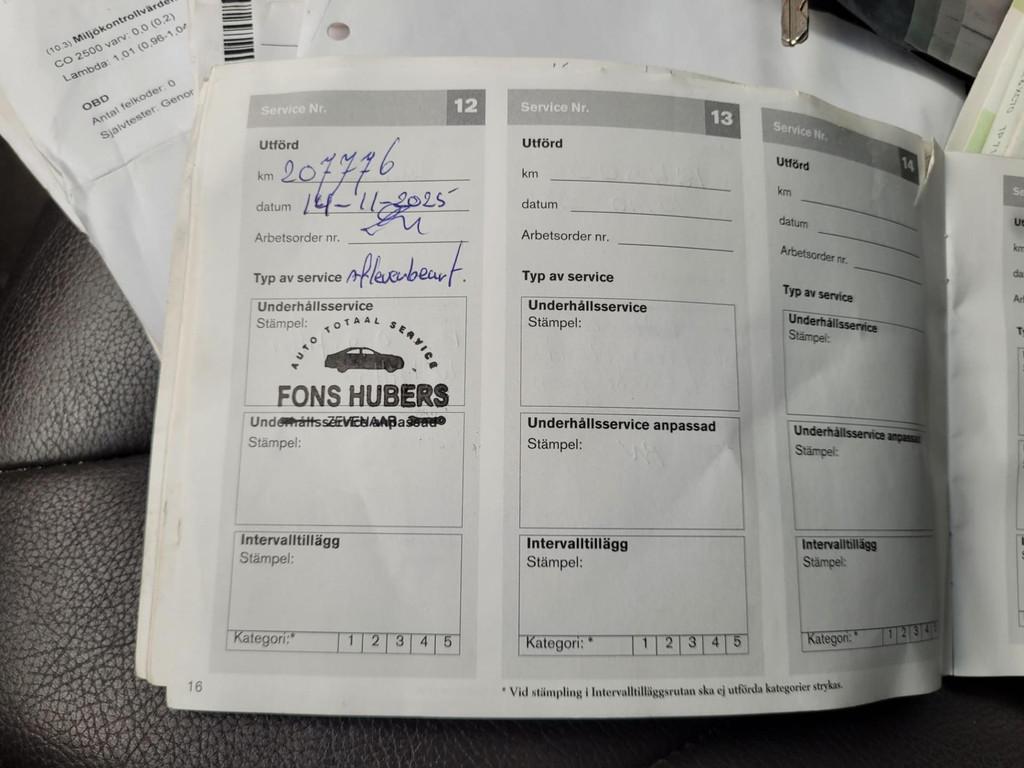 (10.3) Miljökontrollvärden
CO 2500 varv: 0,0 (0,2)
Lambda: 1,01 (0,96-1,04
OBD
Antal felkoder: 0
Självtester: Genom
Service Nr. 12
Utförd
km 207776
datum 14-11-2025
Arbetsorder nr.
Typ av service Afleverbeurt.
Underhållsservice
Stämpel:
AUTO TOTAAL SERVICE
FONS HUBERS
ZEVENAAR
Underhållsservice anpassad
Stämpel:
Intervalltillägg
Stämpel:
Kategori:* 1 2 3 4 5
16
Service Nr. 13
Utförd
km
datum
Arbetsorder nr.
Typ av service
Underhållsservice
Stämpel:
Underhållsservice anpassad
Stämpel:
Intervalltillägg
Stämpel:
Kategori: * 1 2 3 4 5
Service Nr. 14
Utförd
km
datum
Arbetsorder nr.
Typ av service
Underhållsservice
Stämpel:
Underhållsservice anpassad
Stämpel:
Intervalltillägg
Stämpel:
Kategori: * 1 2 3 4 5
* Vid stämpling i Intervalltilläggsrutan ska ej utförda kategorier strykas.